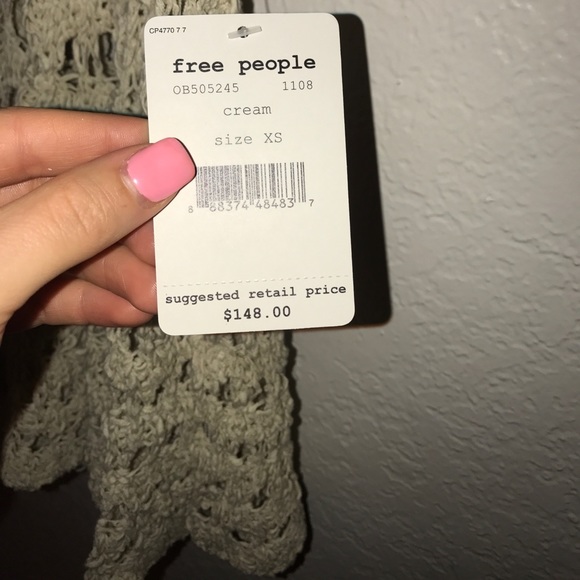 CP4770 7 7
free people
OB505245 1108
cream
size XS
8 88374 48483 7
suggested retail price
$148.00